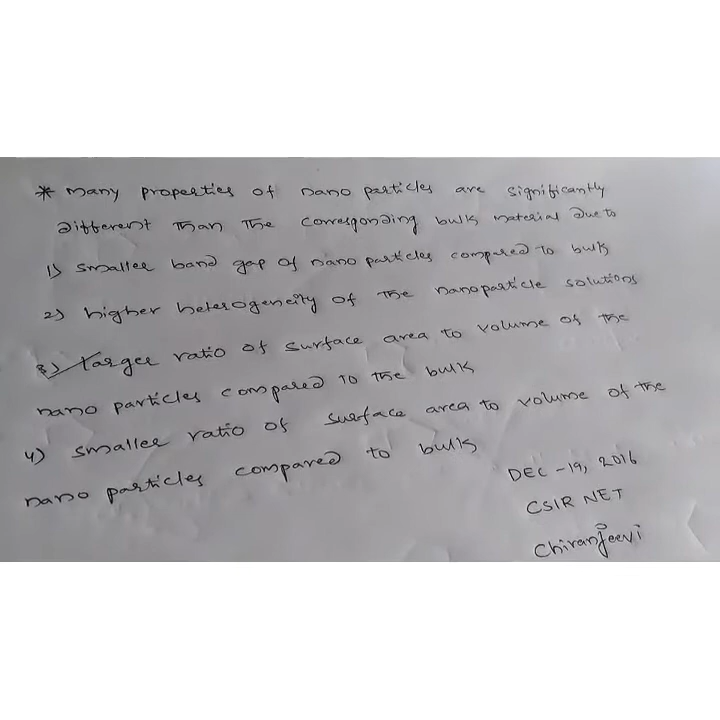 * many properties of nano particles are significantly
different than the corresponding bulk material due to
1) smaller band gap of nano particles compared to bulk
2) higher heterogeneity of the nanoparticle solutions
3) larger ratio of surface area to volume of the
nano particles compared to the bulk
4) smaller ratio of surface area to volume of the
nano particles compared to bulk
DEC - 19, 2016
CSIR NET
Chiranjeevi